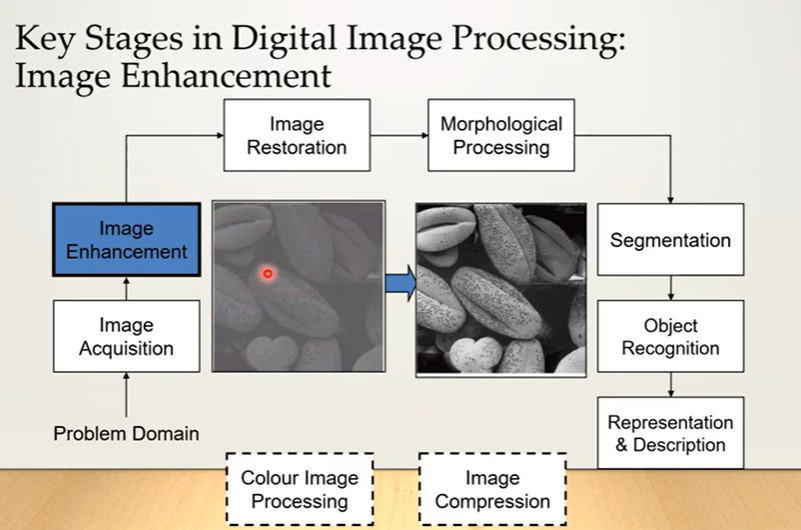 Key Stages in Digital Image Processing:
Image Enhancement
Image
Restoration
Morphological
Processing
Image
Enhancement
Segmentation
Image
Acquisition
Object
Recognition
Problem Domain
Representation
& Description
Colour Image
Processing
Image
Compression